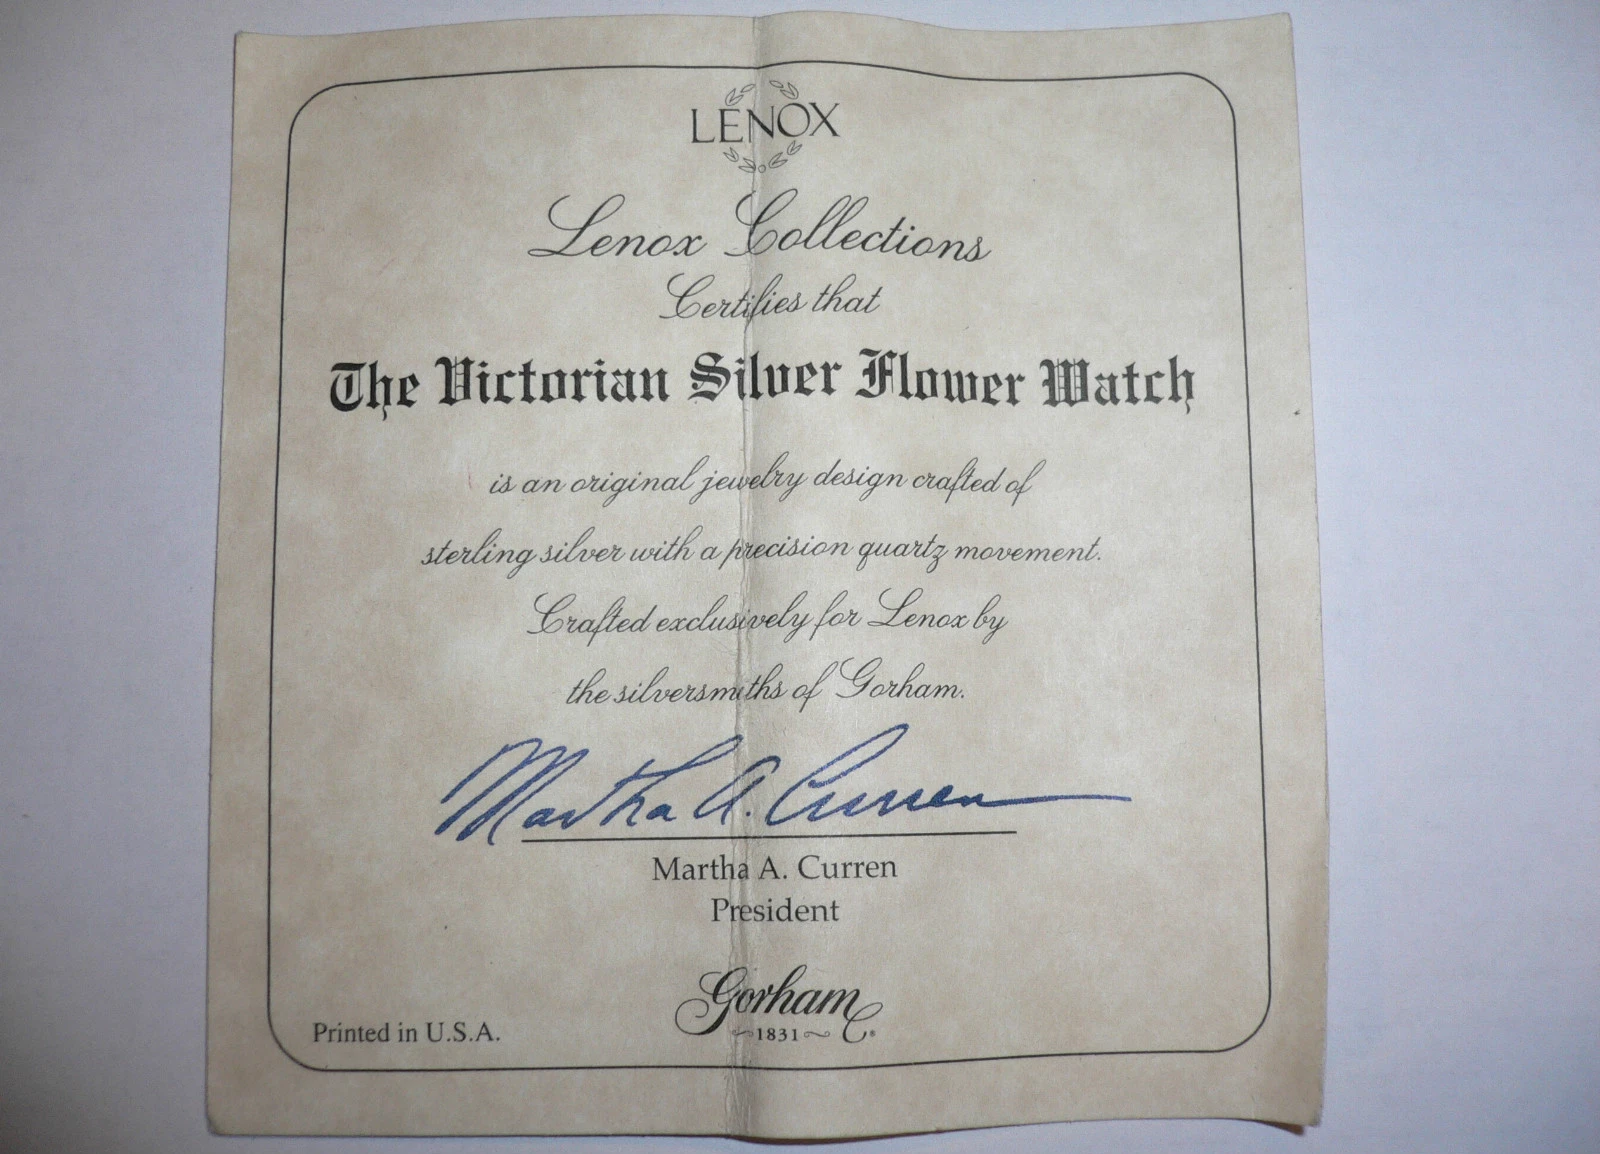 LENOX
Lenox Collections
Certifies that
The Victorian Silver Flower Watch
is an original jewelry design crafted of
sterling silver with a precision quartz movement.
Crafted exclusively for Lenox by
the silversmiths of Gorham.
Martha A. Curren
Martha A. Curren
President
Gorham
1831
Printed in U.S.A.